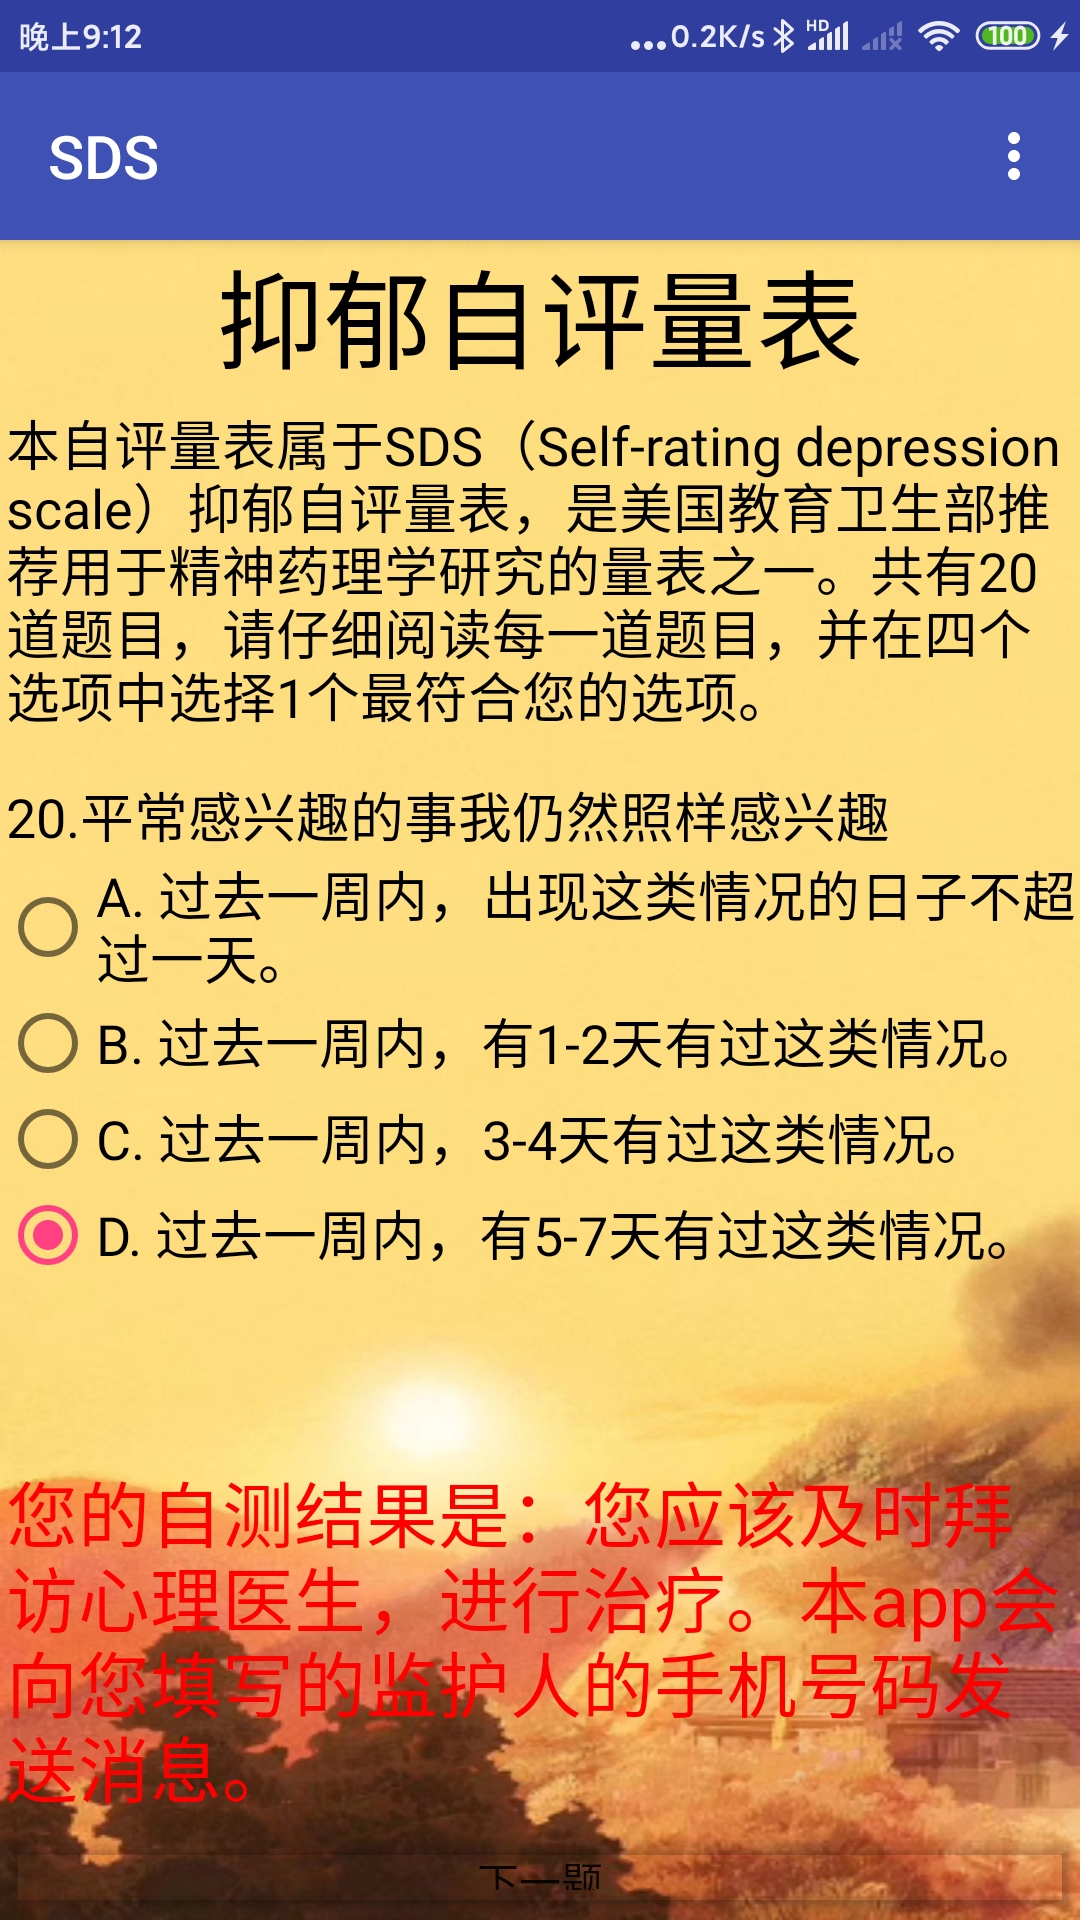 晚上9:12
...0.2K/s HD 100
SDS
抑郁自评量表
本自评量表属于SDS（Self-rating depression
scale）抑郁自评量表，是美国教育卫生部推
荐用于精神药理学研究的量表之一。共有20
道题目，请仔细阅读每一道题目，并在四个
选项中选择1个最符合您的选项。
20.平常感兴趣的事我仍然照样感兴趣
A. 过去一周内，出现这类情况的日子不超
过一天。
B. 过去一周内，有1-2天有过这类情况。
C. 过去一周内，3-4天有过这类情况。
D. 过去一周内，有5-7天有过这类情况。
您的自测结果是：您应该及时拜
访心理医生，进行治疗。本app会
向您填写的监护人的手机号码发
送消息。
下一题